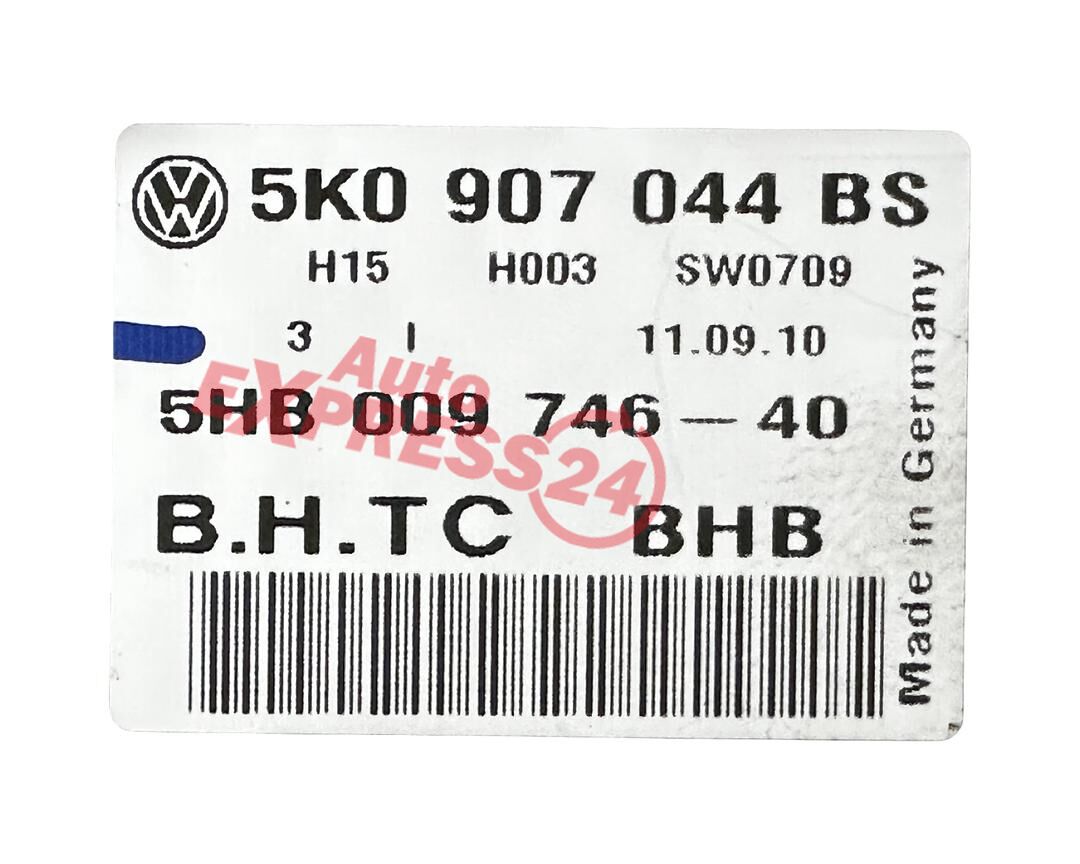 5K0 907 044 BS
H15 H003 SW0709
3 I 11.09.10
Auto
EXPRESS24
5HB 009 746 - 40
B.H.TC BHB
Made in Germany